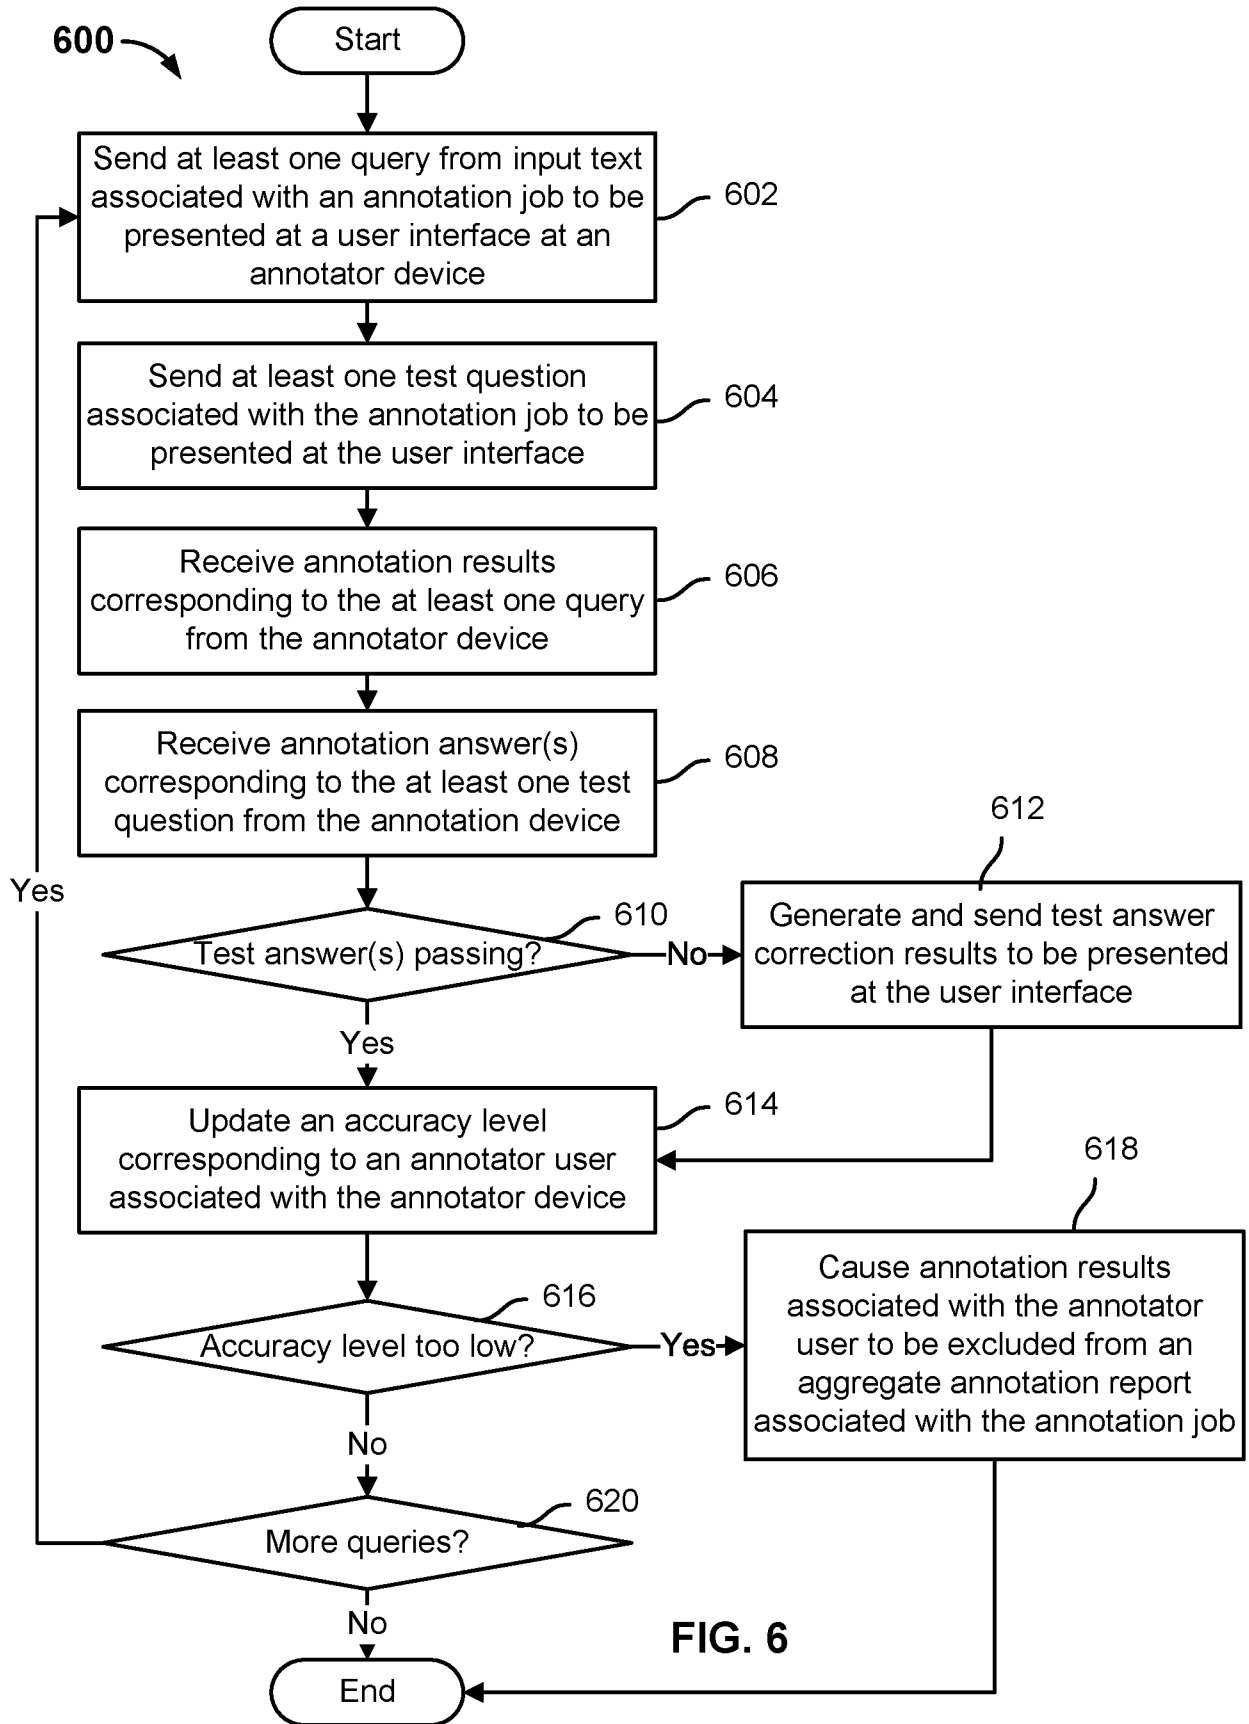 600
Start
Send at least one query from input text
associated with an annotation job to be
presented at a user interface at an
annotator device
602
Send at least one test question
associated with the annotation job to be
presented at the user interface
604
Receive annotation results
corresponding to the at least one query
from the annotator device
606
Receive annotation answer(s)
corresponding to the at least one test
question from the annotation device
608
Yes
Test answer(s) passing?
610
No
612
Generate and send test answer
correction results to be presented
at the user interface
Yes
Update an accuracy level
corresponding to an annotator user
associated with the annotator device
614
Accuracy level too low?
616
Yes
618
Cause annotation results
associated with the annotator
user to be excluded from an
aggregate annotation report
associated with the annotation job
No
More queries?
620
No
End
FIG. 6